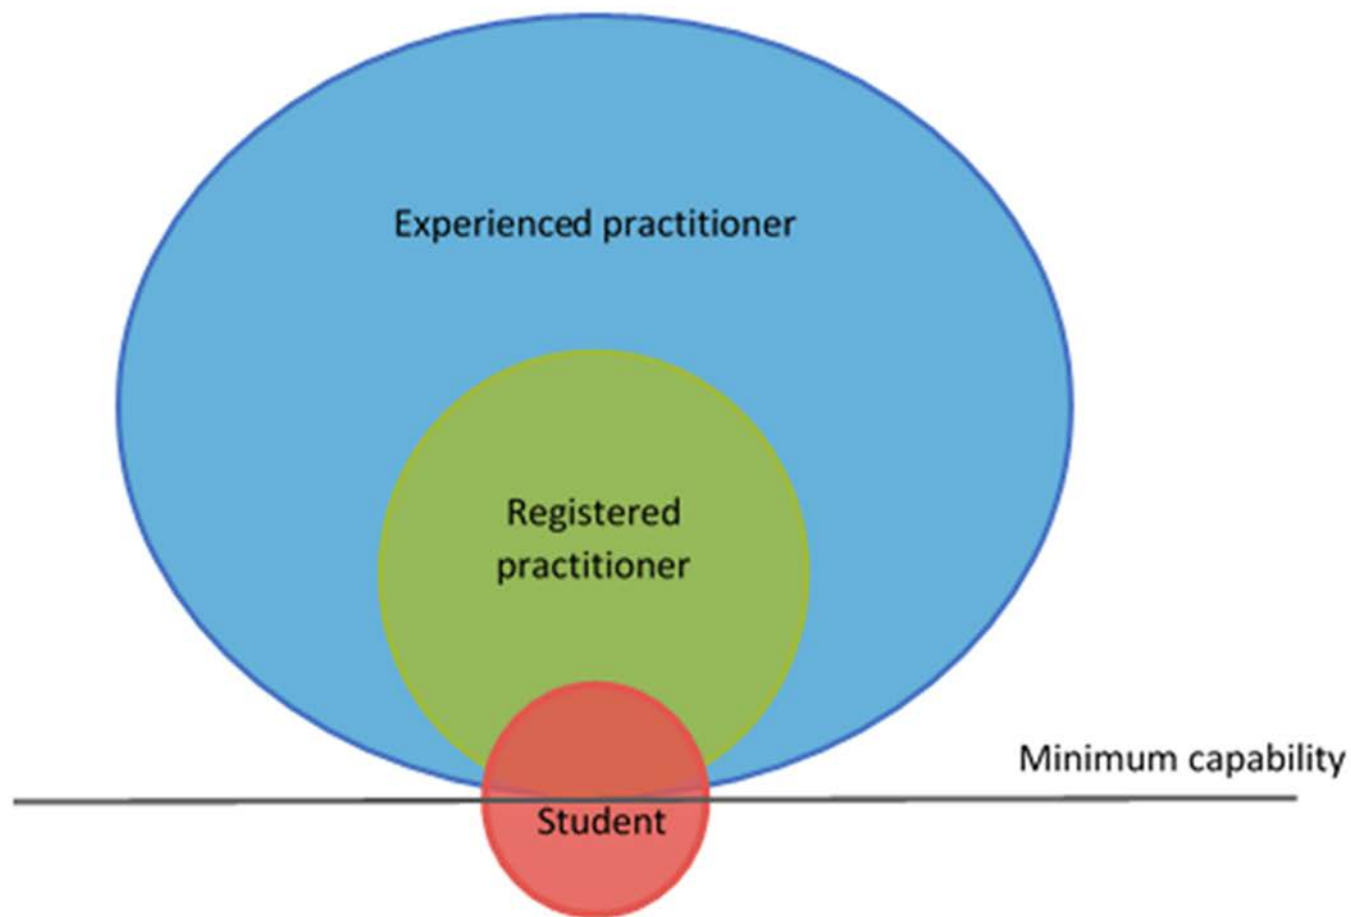 Experienced practitioner
Registered
practitioner
Minimum capability
Student